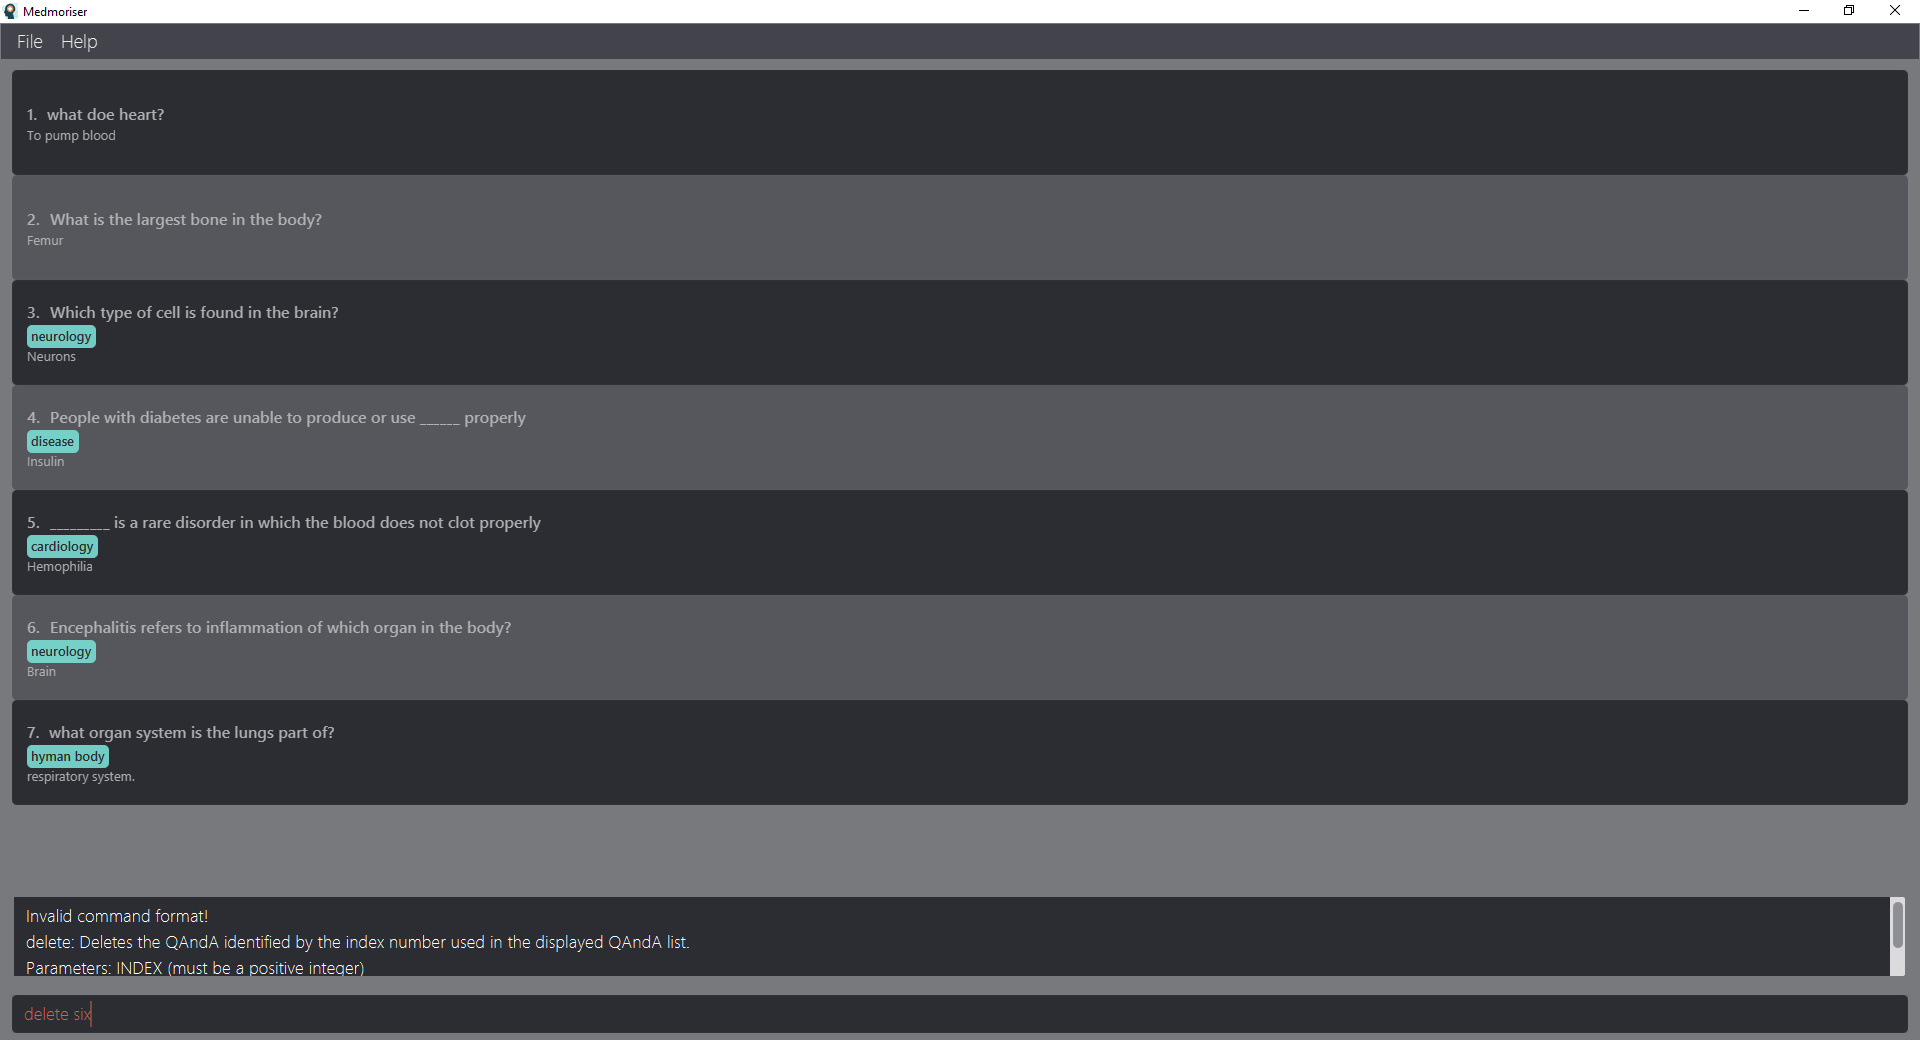 Medmoriser
File Help
1. what doe heart?
To pump blood
2. What is the largest bone in the body?
Femur
3. Which type of cell is found in the brain?
neurology
Neurons
4. People with diabetes are unable to produce or use ______ properly
disease
Insulin
5. _________ is a rare disorder in which the blood does not clot properly
cardiology
Hemophilia
6. Encephalitis refers to inflammation of which organ in the body?
neurology
Brain
7. what organ system is the lungs part of?
hyman body
respiratory system.
Invalid command format!
delete: Deletes the QAndA identified by the index number used in the displayed QAndA list.
Parameters: INDEX (must be a positive integer)
delete six